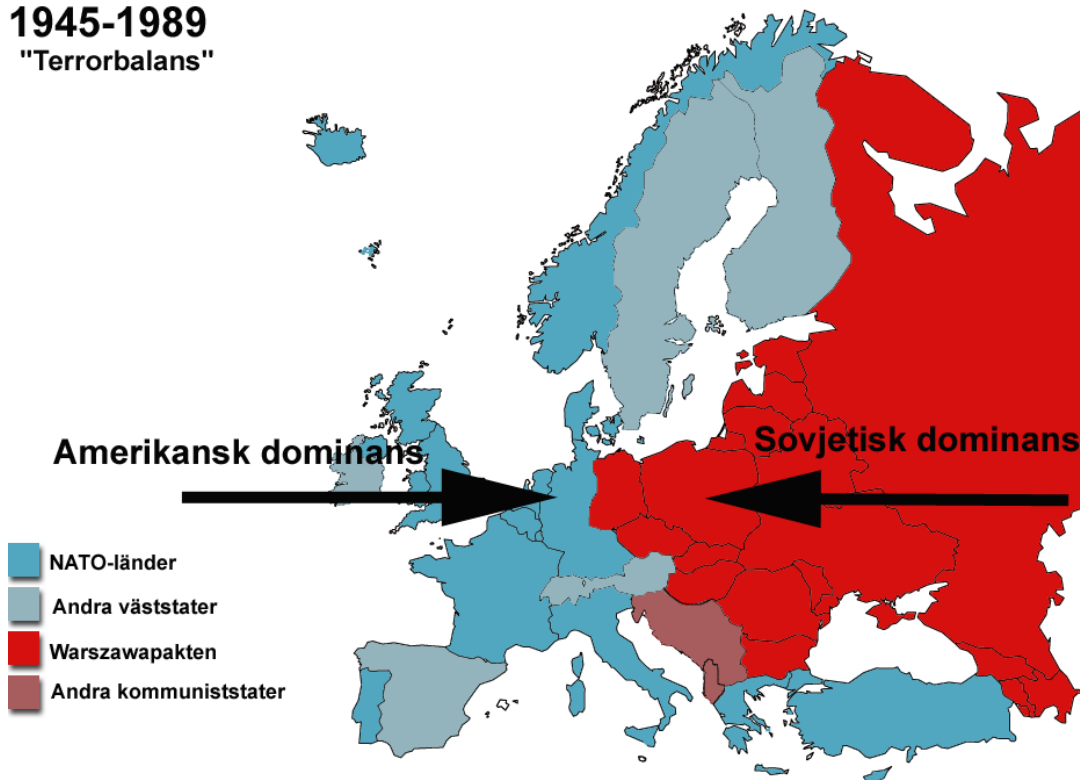 1945-1989
"Terrorbalans"
Amerikansk dominans
Sovjetisk dominans
NATO-länder
Andra väststater
Warszawapakten
Andra kommuniststater